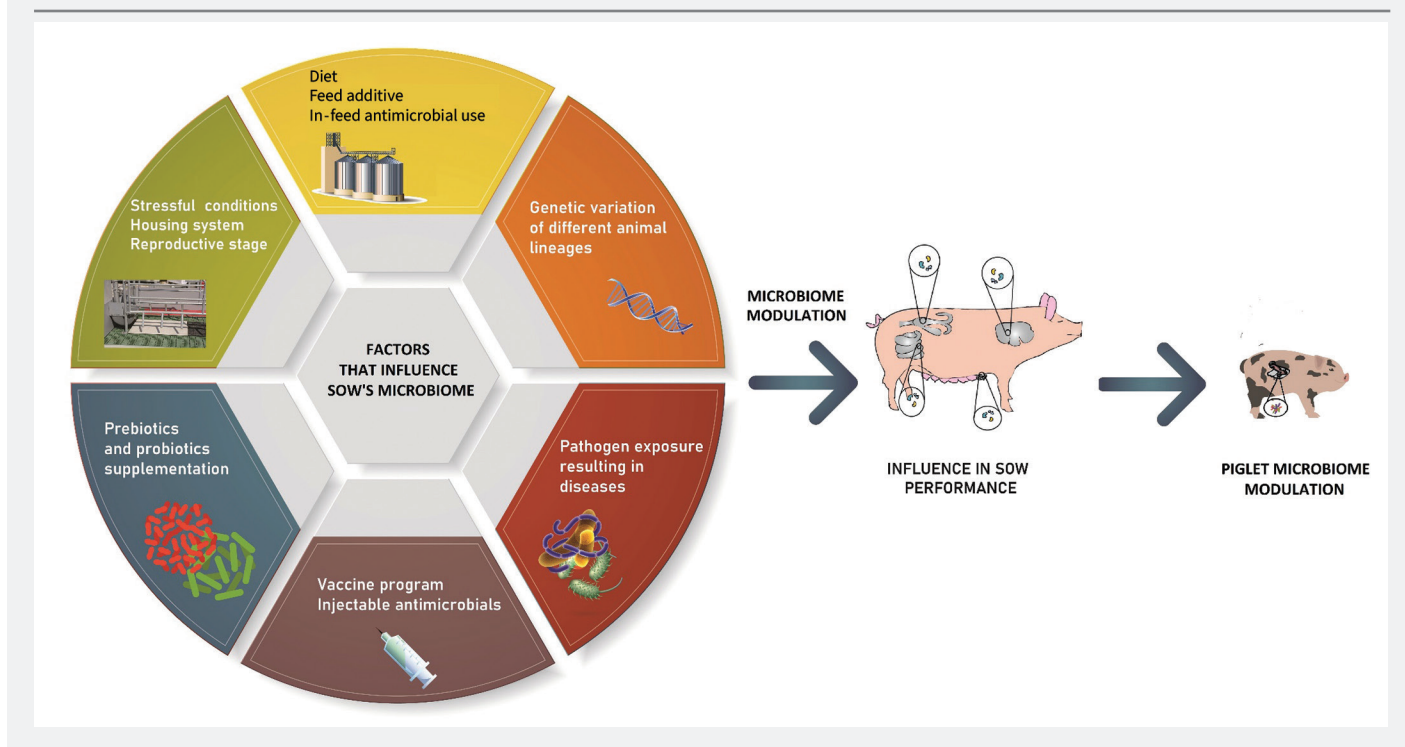 Diet
Feed additive
In-feed antimicrobial use
Stressful conditions
Housing system
Reproductive stage
Genetic variation
of different animal
lineages
FACTORS
THAT INFLUENCE
SOW'S MICROBIOME
Prebiotics
and probiotics
supplementation
Pathogen exposure
resulting in
diseases
Vaccine program
Injectable antimicrobials
MICROBIOME
MODULATION
INFLUENCE IN SOW
PERFORMANCE
PIGLET MICROBIOME
MODULATION